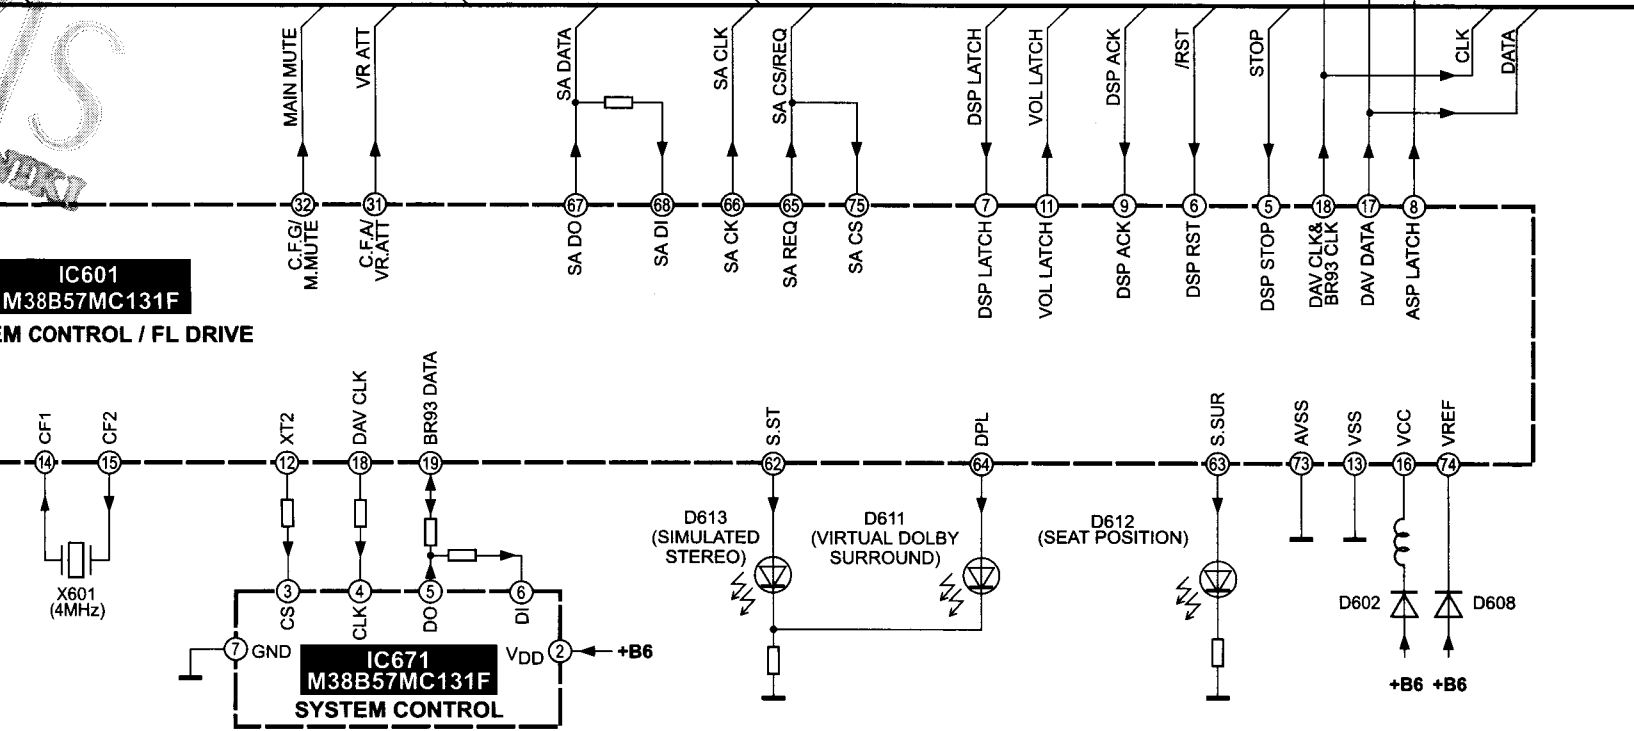 MAIN MUTE
VR ATT
SA DATA
SA CLK
SA CS/REQ
DSP LATCH
VOL LATCH
DSP ACK
/RST
STOP
CLK
DATA
32
31
67
68
66
65
75
7
11
9
6
5
18
17
8
C.F.G/
M.MUTE
C.F.A/
VR.ATT
SA DO
SA DI
SA CK
SA REQ
SA CS
DSP LATCH
VOL LATCH
DSP ACK
DSP RST
DSP STOP
DAV CLK&
BR93 CLK
DAV DATA
ASP LATCH
IC601
M38B57MC131F
EM CONTROL / FL DRIVE
CF1
CF2
XT2
DAV CLK
BR93 DATA
S.ST
DPL
S.SUR
AVSS
VSS
VCC
VREF
14
15
12
18
19
62
64
63
73
13
16
74
X601
(4MHz)
D613
(SIMULATED
STEREO)
D611
(VIRTUAL DOLBY
SURROUND)
D612
(SEAT POSITION)
D602
D608
+B6
+B6
3
4
5
6
CS
CLK
DO
DI
7
GND
VDD
2
+B6
IC671
M38B57MC131F
SYSTEM CONTROL